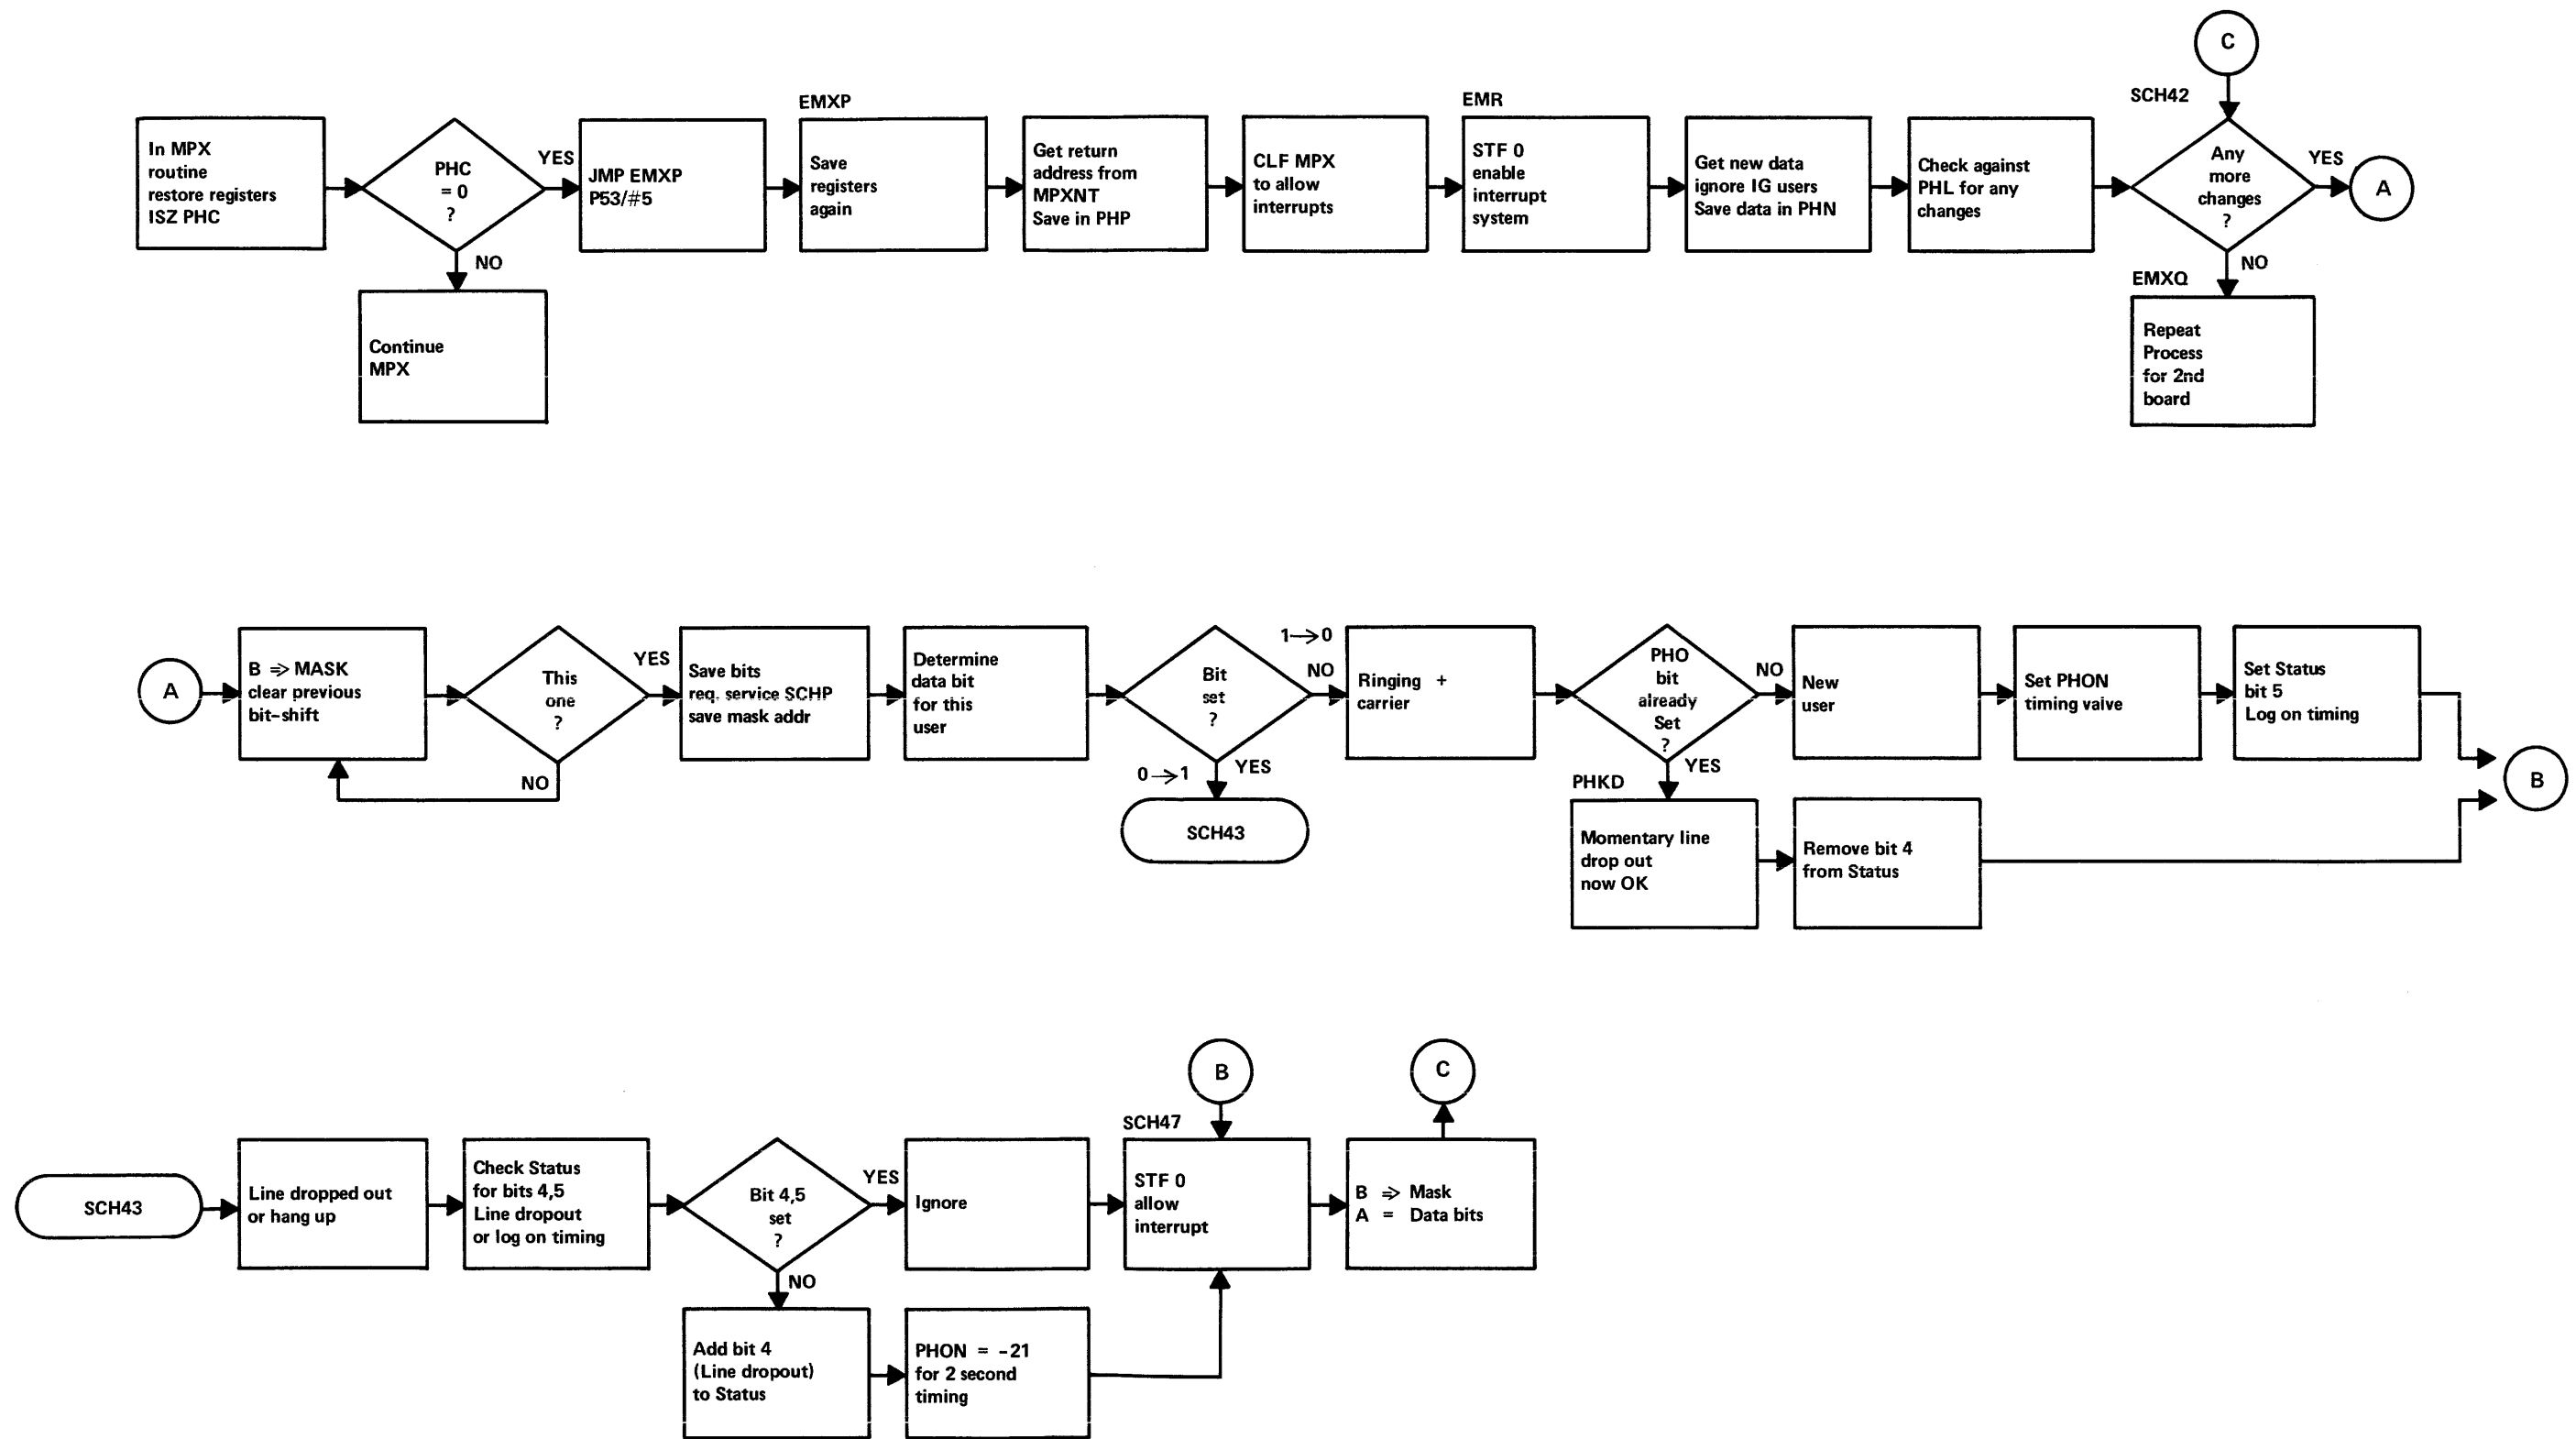 C
SCH42
In MPX
routine
restore registers
ISZ PHC
PHC
= 0
?
YES
NO
Continue
MPX
JMP EMXP
P53/#5
EMXP
Save
registers
again
Get return
address from
MPXNT
Save in PHP
CLF MPX
to allow
interrupts
EMR
STF 0
enable
interrupt
system
Get new data
ignore IG users
Save data in PHN
Check against
PHL for any
changes
Any
more
changes
?
YES
A
NO
EMXQ
Repeat
Process
for 2nd
board
A
B ⇒ MASK
clear previous
bit-shift
This
one
?
YES
NO
Save bits
req. service SCHP
save mask addr
Determine
data bit
for this
user
Bit
set
?
1→0
NO
0→1
YES
SCH43
Ringing +
carrier
PHO
bit
already
Set
?
NO
YES
PHKD
Momentary line
drop out
now OK
Remove bit 4
from Status
New
user
Set PHON
timing valve
Set Status
bit 5
Log on timing
B
SCH43
Line dropped out
or hang up
Check Status
for bits 4,5
Line dropout
or log on timing
Bit 4,5
set
?
YES
NO
Ignore
Add bit 4
(Line dropout)
to Status
PHON = -21
for 2 second
timing
B
SCH47
STF 0
allow
interrupt
B ⇒ Mask
A = Data bits
C